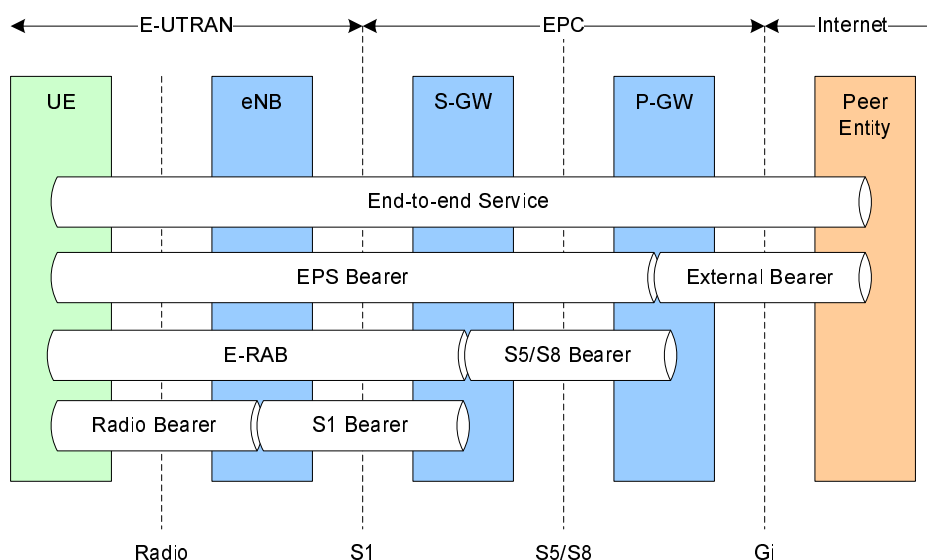 E-UTRAN EPC Internet
UE eNB S-GW P-GW Peer
Entity
End-to-end Service
EPS Bearer External Bearer
E-RAB S5/S8 Bearer
Radio Bearer S1 Bearer
Radio S1 S5/S8 Gi